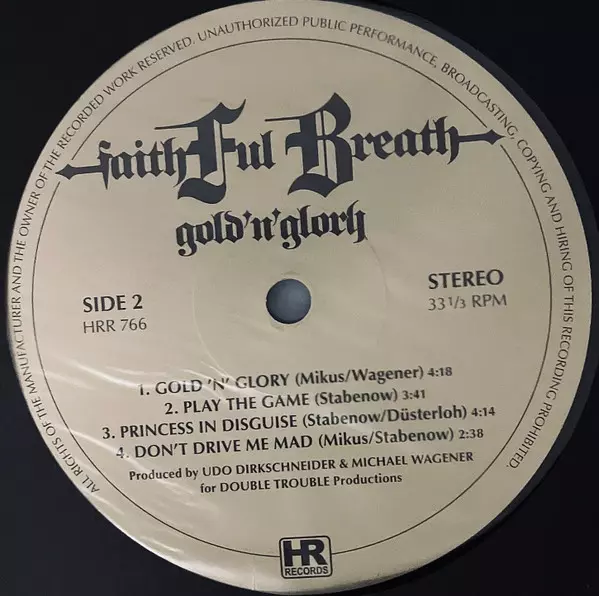 ALL RIGHTS OF THE MANUFACTURER AND THE OWNER OF THE RECORDED WORK RESERVED. UNAUTHORIZED PUBLIC PERFORMANCE, BROADCASTING, COPYING AND HIRING OF THIS RECORDING PROHIBITED.
faithFul Breath
gold'n'glory
SIDE 2
HRR 766
STEREO
33 1/3 RPM
1. GOLD 'N' GLORY (Mikus/Wagener) 4:18
2. PLAY THE GAME (Stabenow) 3:41
3. PRINCESS IN DISGUISE (Stabenow/Düsterloh) 4:14
4. DON'T DRIVE ME MAD (Mikus/Stabenow) 2:38
Produced by UDO DIRKSCHNEIDER & MICHAEL WAGENER
for DOUBLE TROUBLE Productions
HR
RECORDS